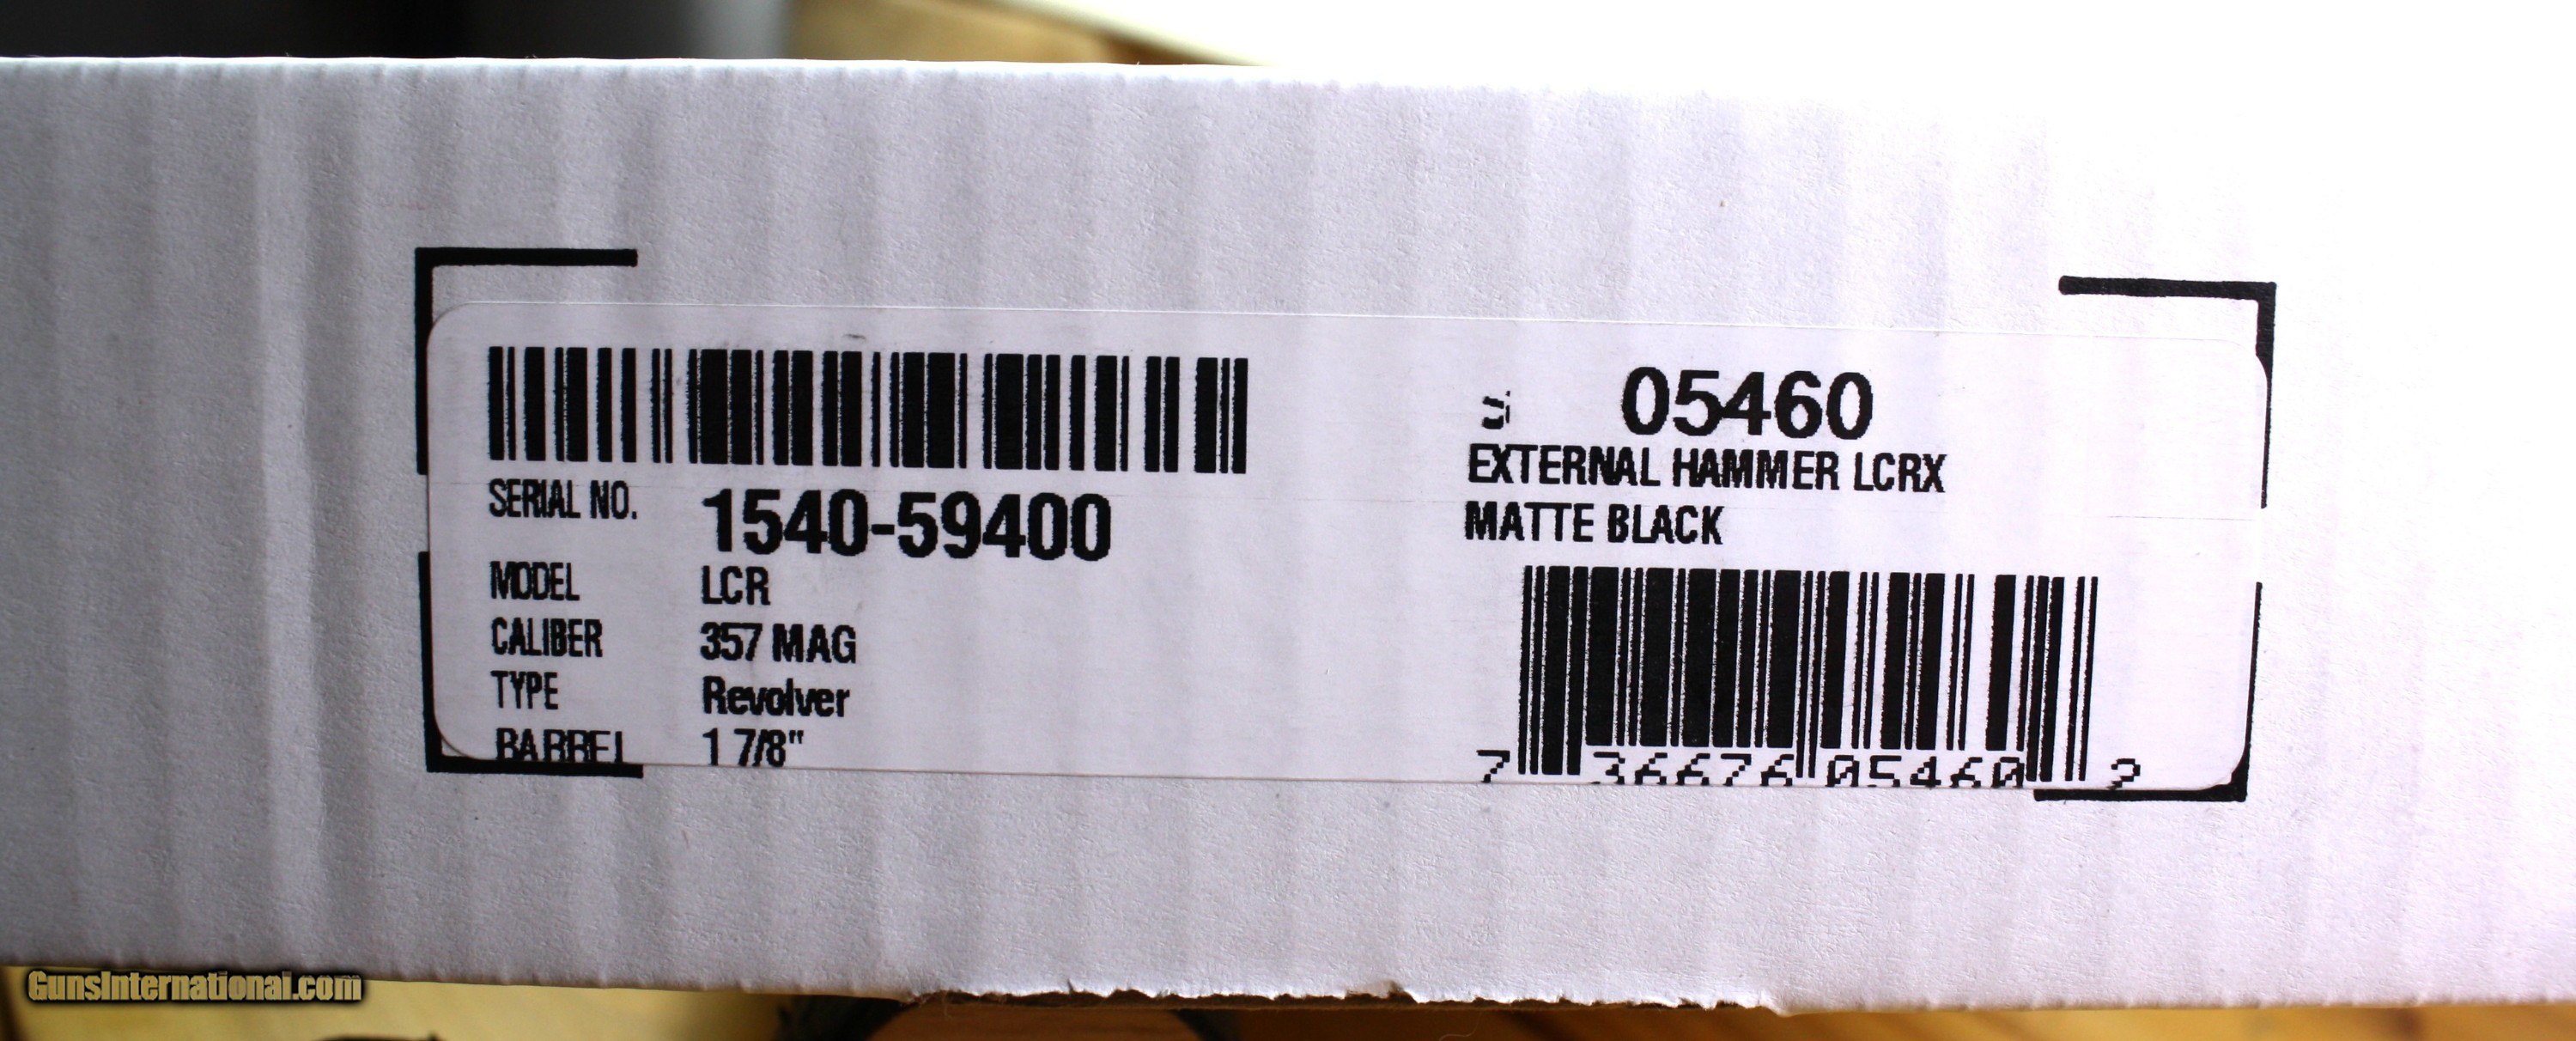 SERIAL NO. 1540-59400
MODEL LCR
CALIBER 357 MAG
TYPE Revolver
BARREL 1 7/8"
05460
EXTERNAL HAMMER LCRX
MATTE BLACK
7 36676 05460 2
GunsInternational.com